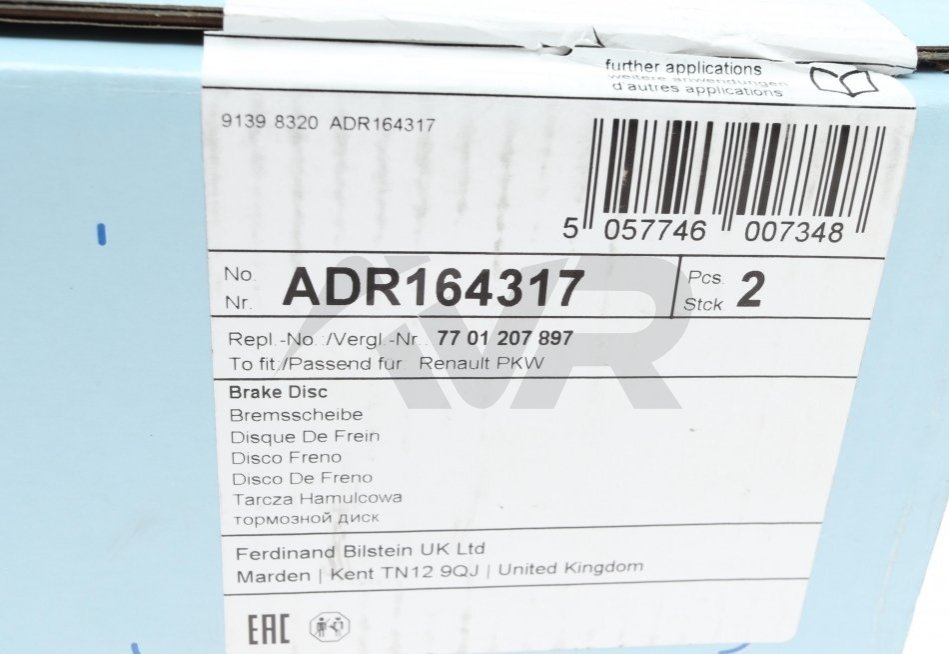 further applications
weitere anwendungen
d'autres applications
9139 8320 ADR164317
5 057746 007348
No.
Nr. ADR164317
Pcs.
Stck 2
Repl.-No.:/Vergl.-Nr.: 77 01 207 897
To fit:/Passend für: Renault PKW
Brake Disc
Bremsscheibe
Disque De Frein
Disco Freno
Disco De Freno
Tarcza Hamulcowa
тормозной диск
Ferdinand Bilstein UK Ltd
Marden | Kent TN12 9QJ | United Kingdom
EAC
VR